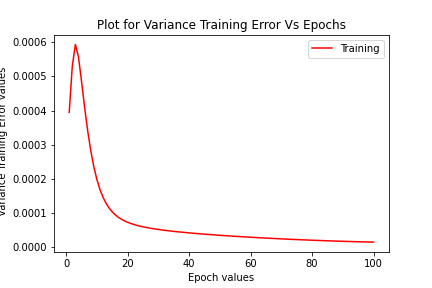 Plot for Variance Training Error Vs Epochs
Training
0.0006
0.0005
0.0004
0.0003
0.0002
0.0001
0.0000
Variance Training Error values
0 20 40 60 80 100
Epoch values